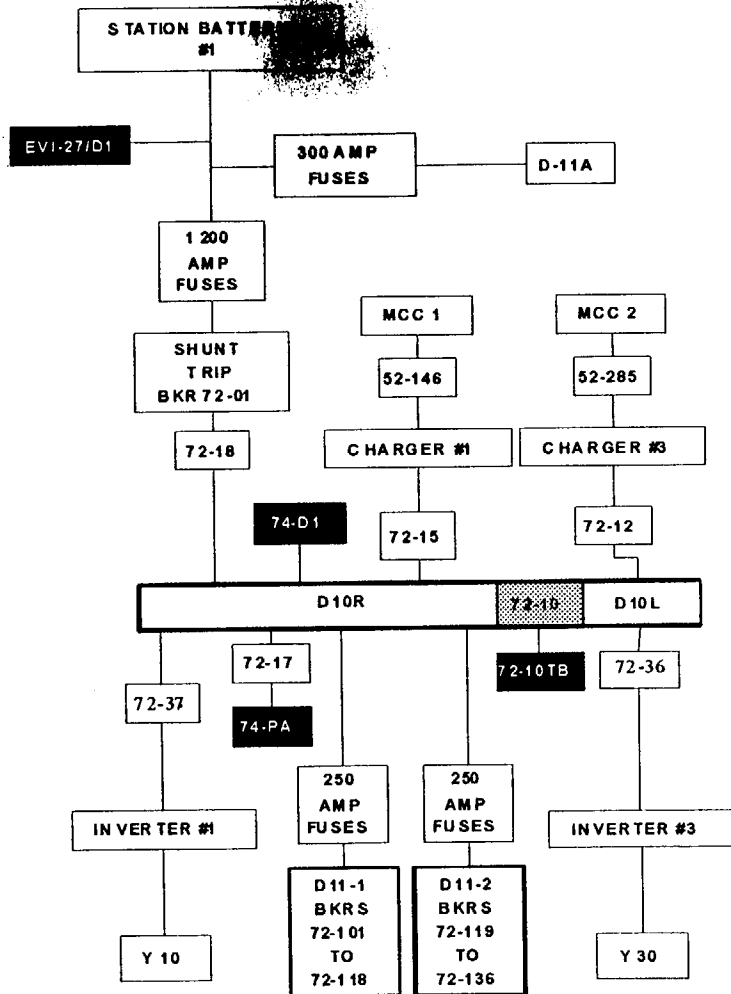 STATION BATTERY
#1
EVI-27/D1
300 AMP
FUSES
D-11A
1200
AMP
FUSES
MCC 1
MCC 2
SHUNT
TRIP
BKR 72-01
52-146
52-285
72-18
CHARGER #1
CHARGER #3
74-D1
72-15
72-12
D10R
72-10
D10L
72-37
72-17
72-10TB
72-36
74-PA
250
AMP
FUSES
250
AMP
FUSES
INVERTER #1
INVERTER #3
D11-1
BKRS
72-101
TO
72-118
D11-2
BKRS
72-119
TO
72-136
Y 10
Y 30